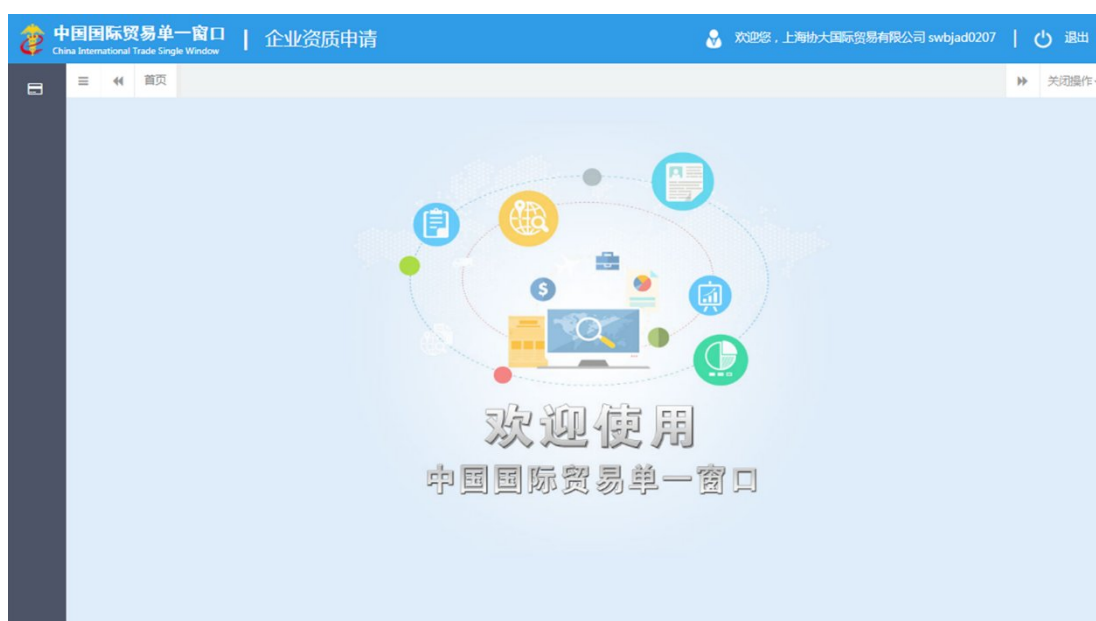 中国国际贸易单一窗口
China International Trade Single Window
企业资质申请
欢迎您，上海协大国际贸易有限公司 swbjad0207
退出
首页
关闭操作
$
欢迎使用
中国国际贸易单一窗口